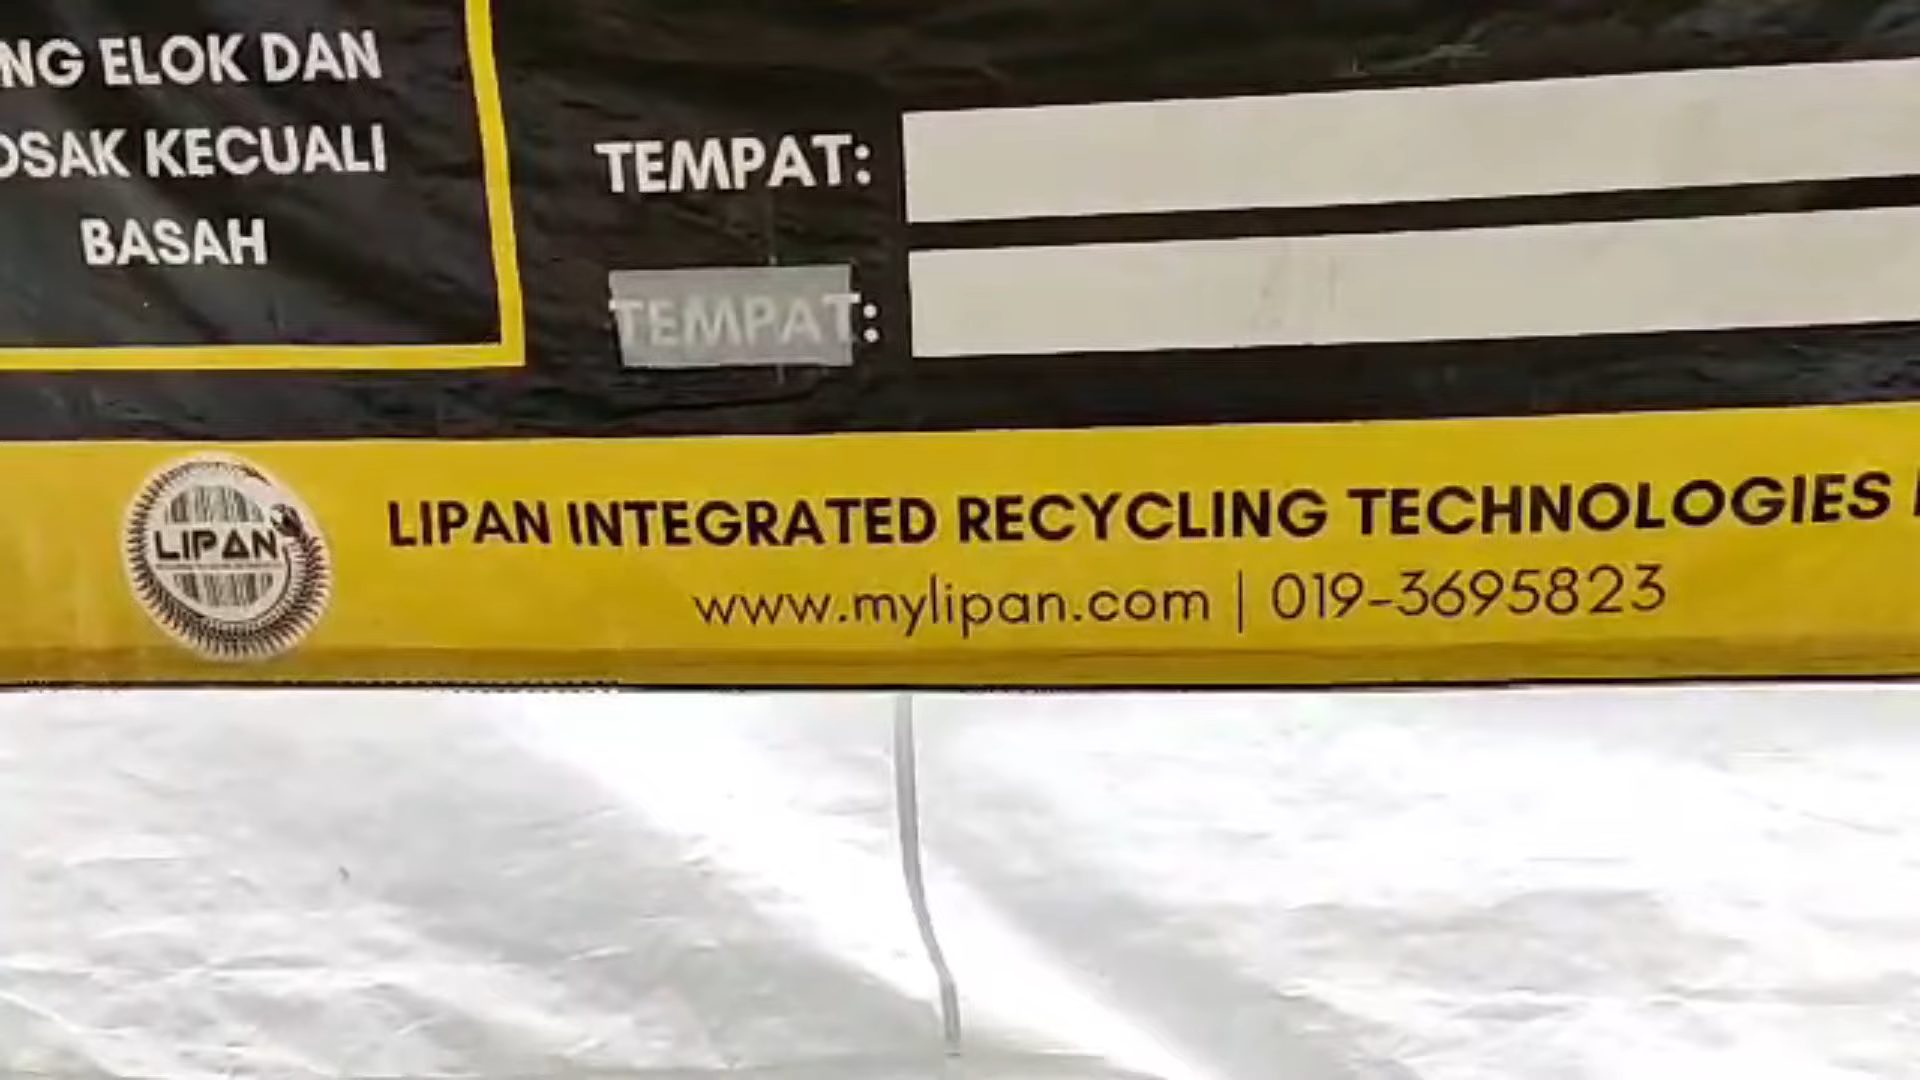 NG ELOK DAN
OSAK KECUALI
BASAH
TEMPAT:
TEMPAT:
LIPAN
LIPAN INTEGRATED RECYCLING TECHNOLOGIES
www.mylipan.com | 019-3695823